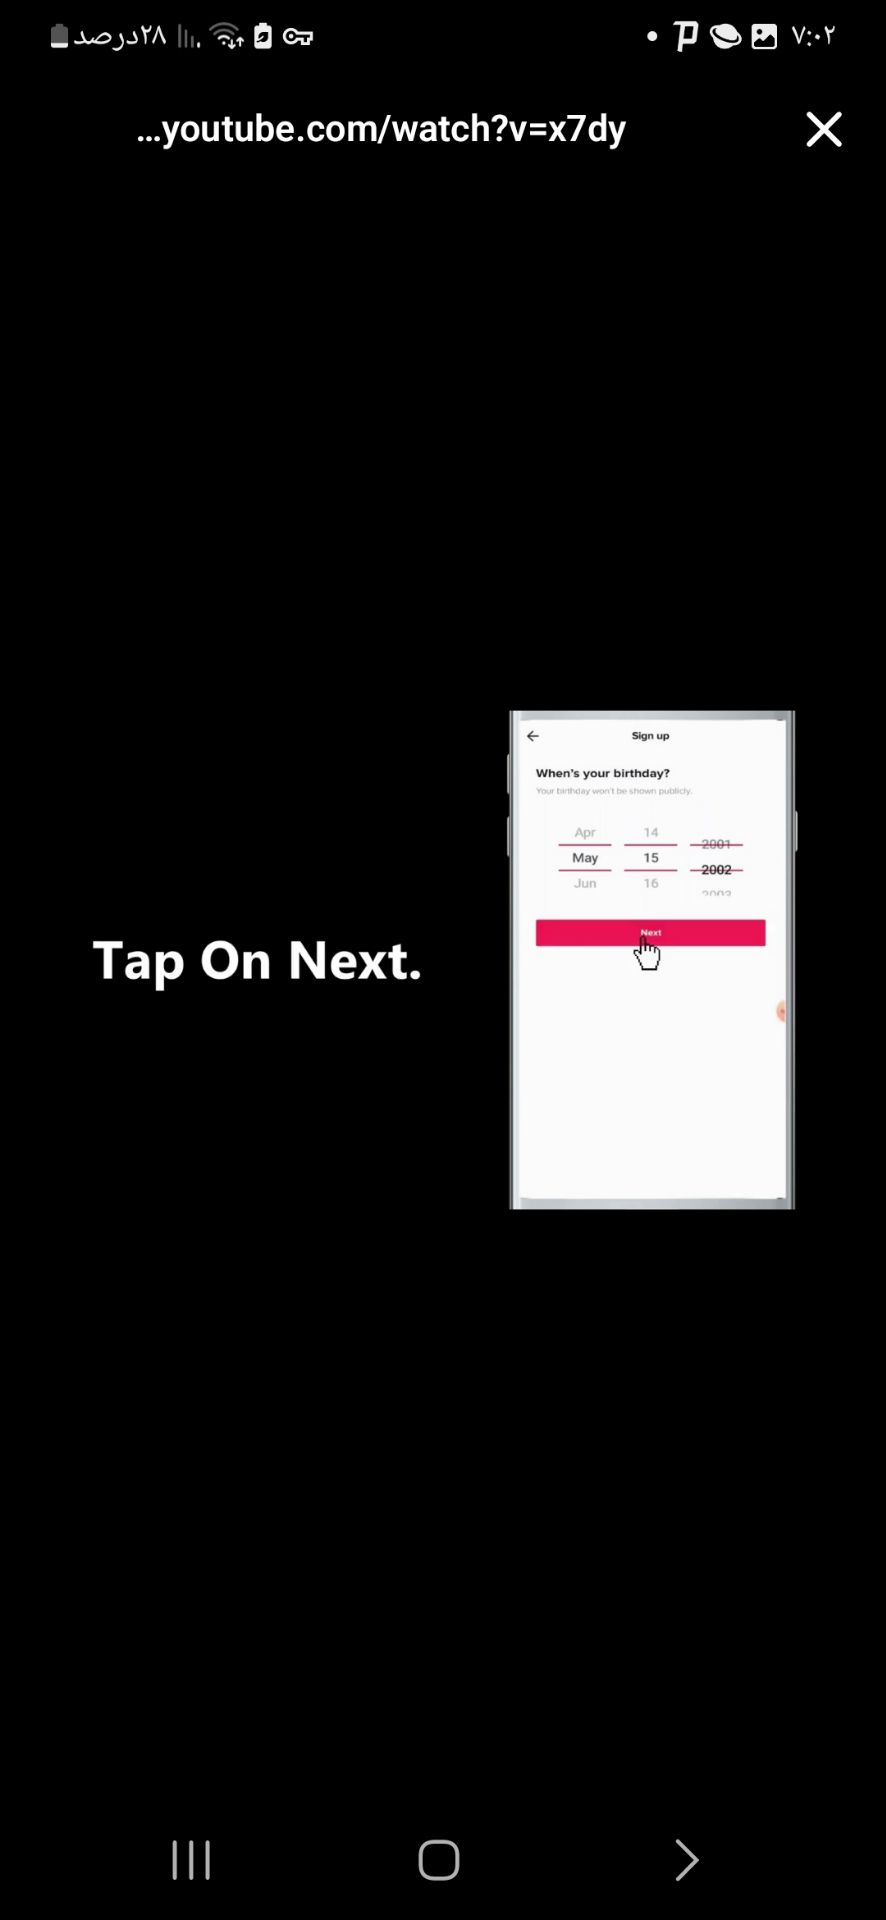 ۲۸درصد
۷:۰۲
...youtube.com/watch?v=x7dy
Sign up
When's your birthday?
Your birthday won't be shown publicly.
Apr 14 2001
May 15 2002
Jun 16 2003
Next
Tap On Next.